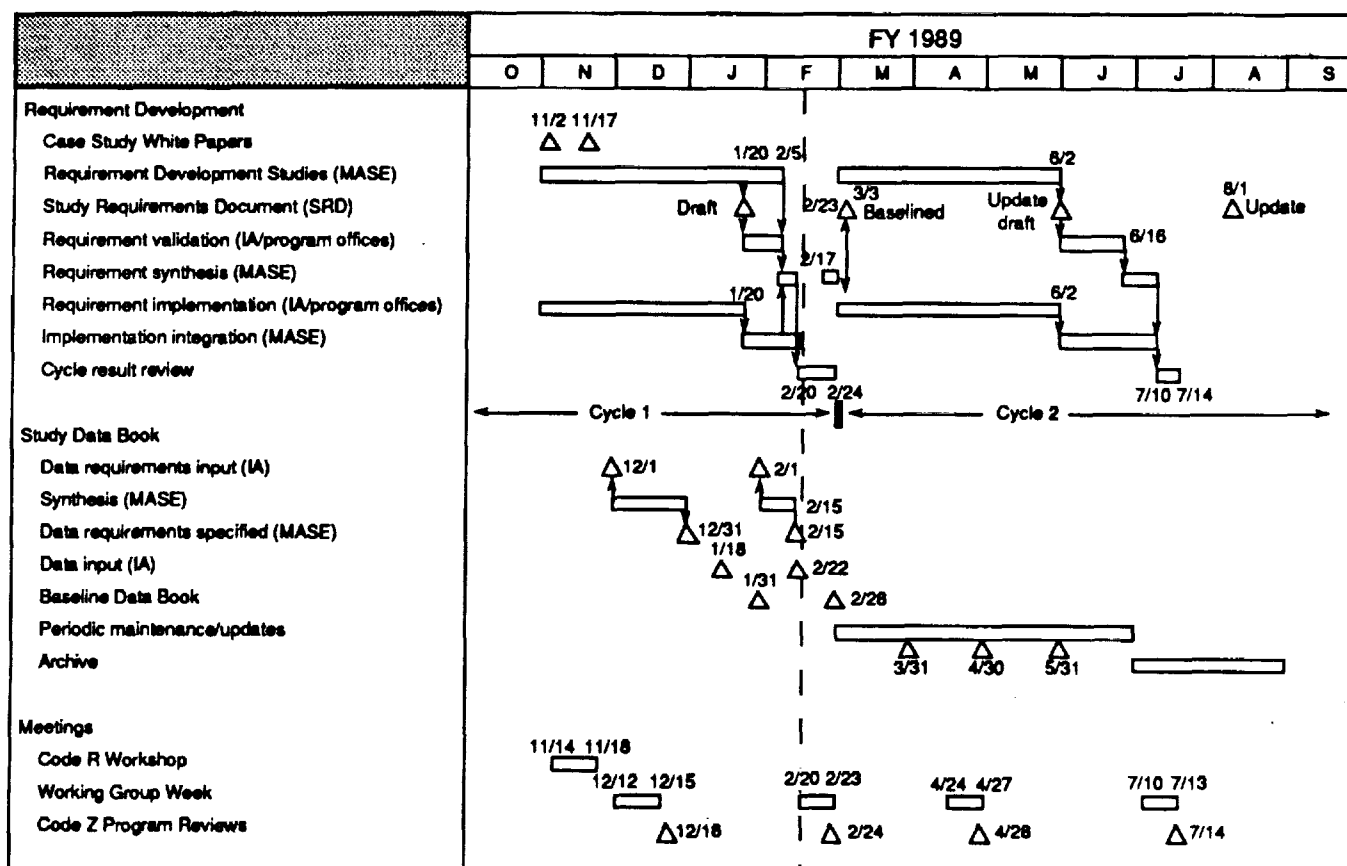 FY 1989
O N D J F M A M J J A S
Requirement Development
11/2 11/17
Case Study White Papers
1/20 2/5 6/2
Requirement Development Studies (MASE)
3/3 8/1
Study Requirements Document (SRD) Draft 2/23 Baselined Update draft Update
Requirement validation (IA/program offices) 6/16
Requirement synthesis (MASE) 2/17
Requirement implementation (IA/program offices) 1/20 6/2
Implementation integration (MASE)
Cycle result review
2/20 2/24 7/10 7/14
Cycle 1 Cycle 2
Study Data Book
Data requirements input (IA) 12/1 2/1
Synthesis (MASE) 2/15
Data requirements specified (MASE) 12/31 2/15
Data input (IA) 1/18 2/22
Baseline Data Book 1/31 2/28
Periodic maintenance/updates
Archive 3/31 4/30 5/31
Meetings
11/14 11/18
Code R Workshop
12/12 12/15 2/20 2/23 4/24 4/27 7/10 7/13
Working Group Week
Code Z Program Reviews 12/16 2/24 4/28 7/14